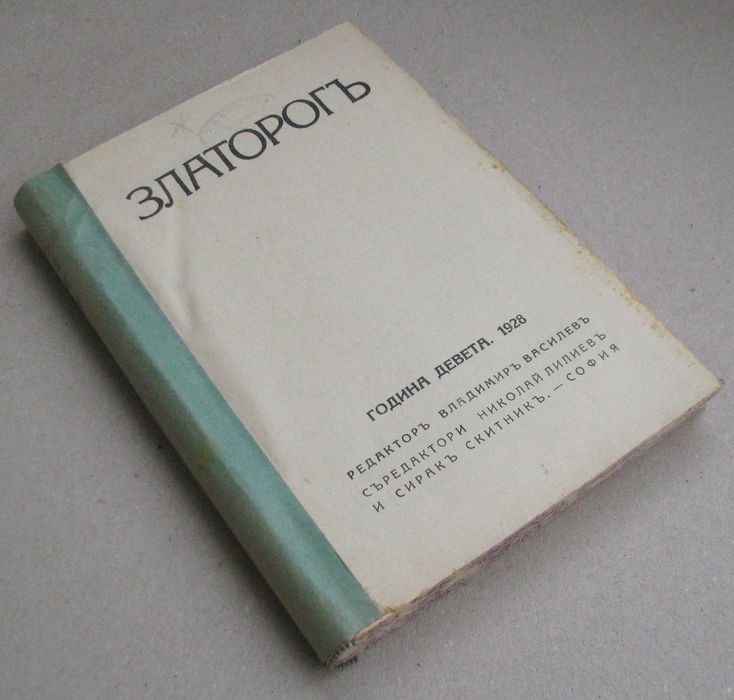 ЗЛАТОРОГЪ
ГОДИНА ДЕВЕТА. 1928
РЕДАКТОРЪ ВЛАДИМИРЪ ВАСИЛЕВЪ
СЪРЕДАКТОРИ НИКОЛАЙ ЛИЛИЕВЪ
И СИРАКЪ СКИТНИКЪ. — СОФИЯ